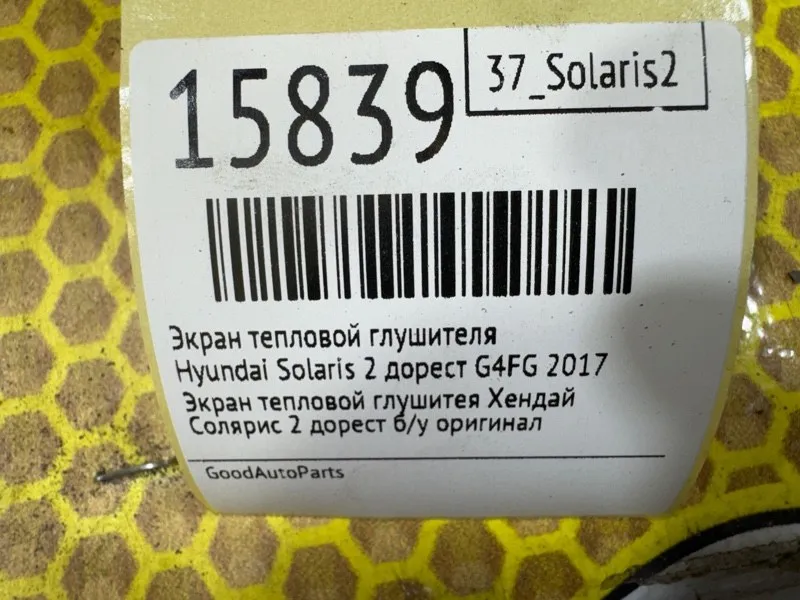 15839
37_Solaris2
Экран тепловой глушителя
Hyundai Solaris 2 дорест G4FG 2017
Экран тепловой глушитея Хендай
Солярис 2 дорест б/у оригинал
GoodAutoParts